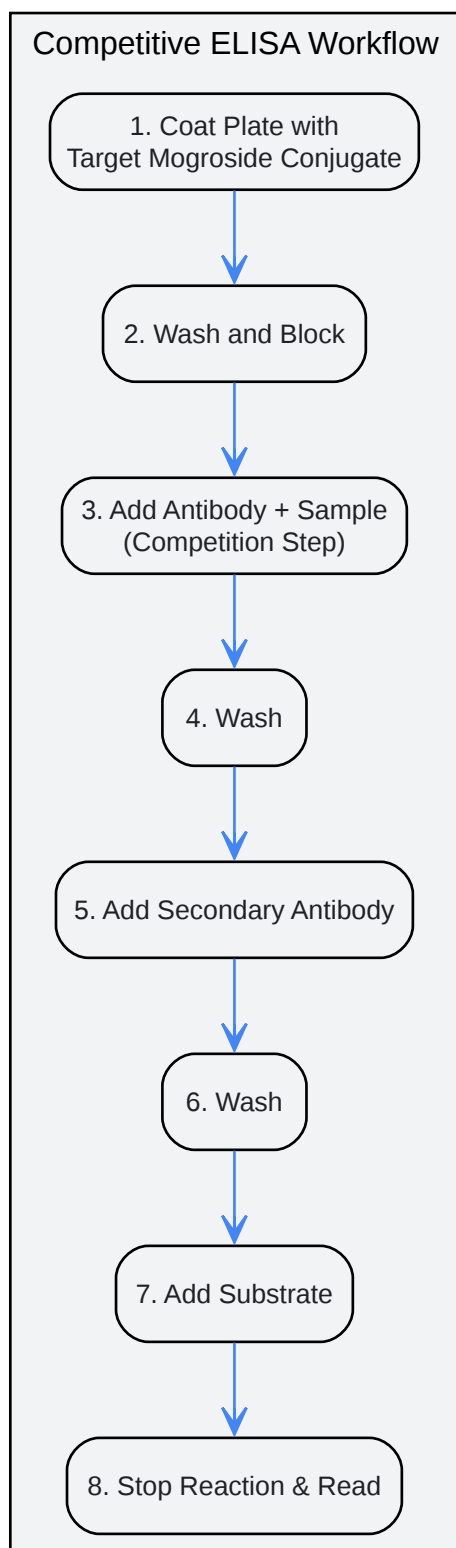 Competitive ELISA Workflow
1. Coat Plate with
Target Mogroside Conjugate
2. Wash and Block
3. Add Antibody + Sample
(Competition Step)
4. Wash
5. Add Secondary Antibody
6. Wash
7. Add Substrate
8. Stop Reaction & Read